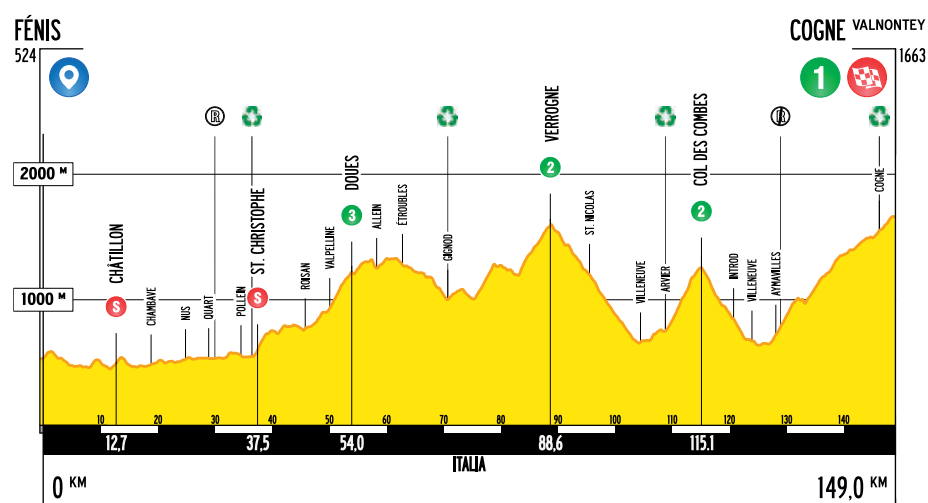 FÉNIS
524
COGNE VALNONTEY
1663
1
R
R
2000 M
1000 M
S CHÂTILLON
CHAMBAVE
NUS
QUART
POLLEIN
S ST. CHRISTOPHE
ROISAN
VALPELLINE
3 DOUES
ALLEIN
ÉTROUBLES
GIGNOD
2 VERROGNE
ST. NICOLAS
VILLENEUVE
ARVIER
2 COL DES COMBES
INTROD
VILLENEUVE
AYMAVILLES
COGNE
10 20 30 40 50 60 70 80 90 100 110 120 130 140
12,7 37,5 54,0 88,6 115.1
ITALIA
0 KM
149,0 KM